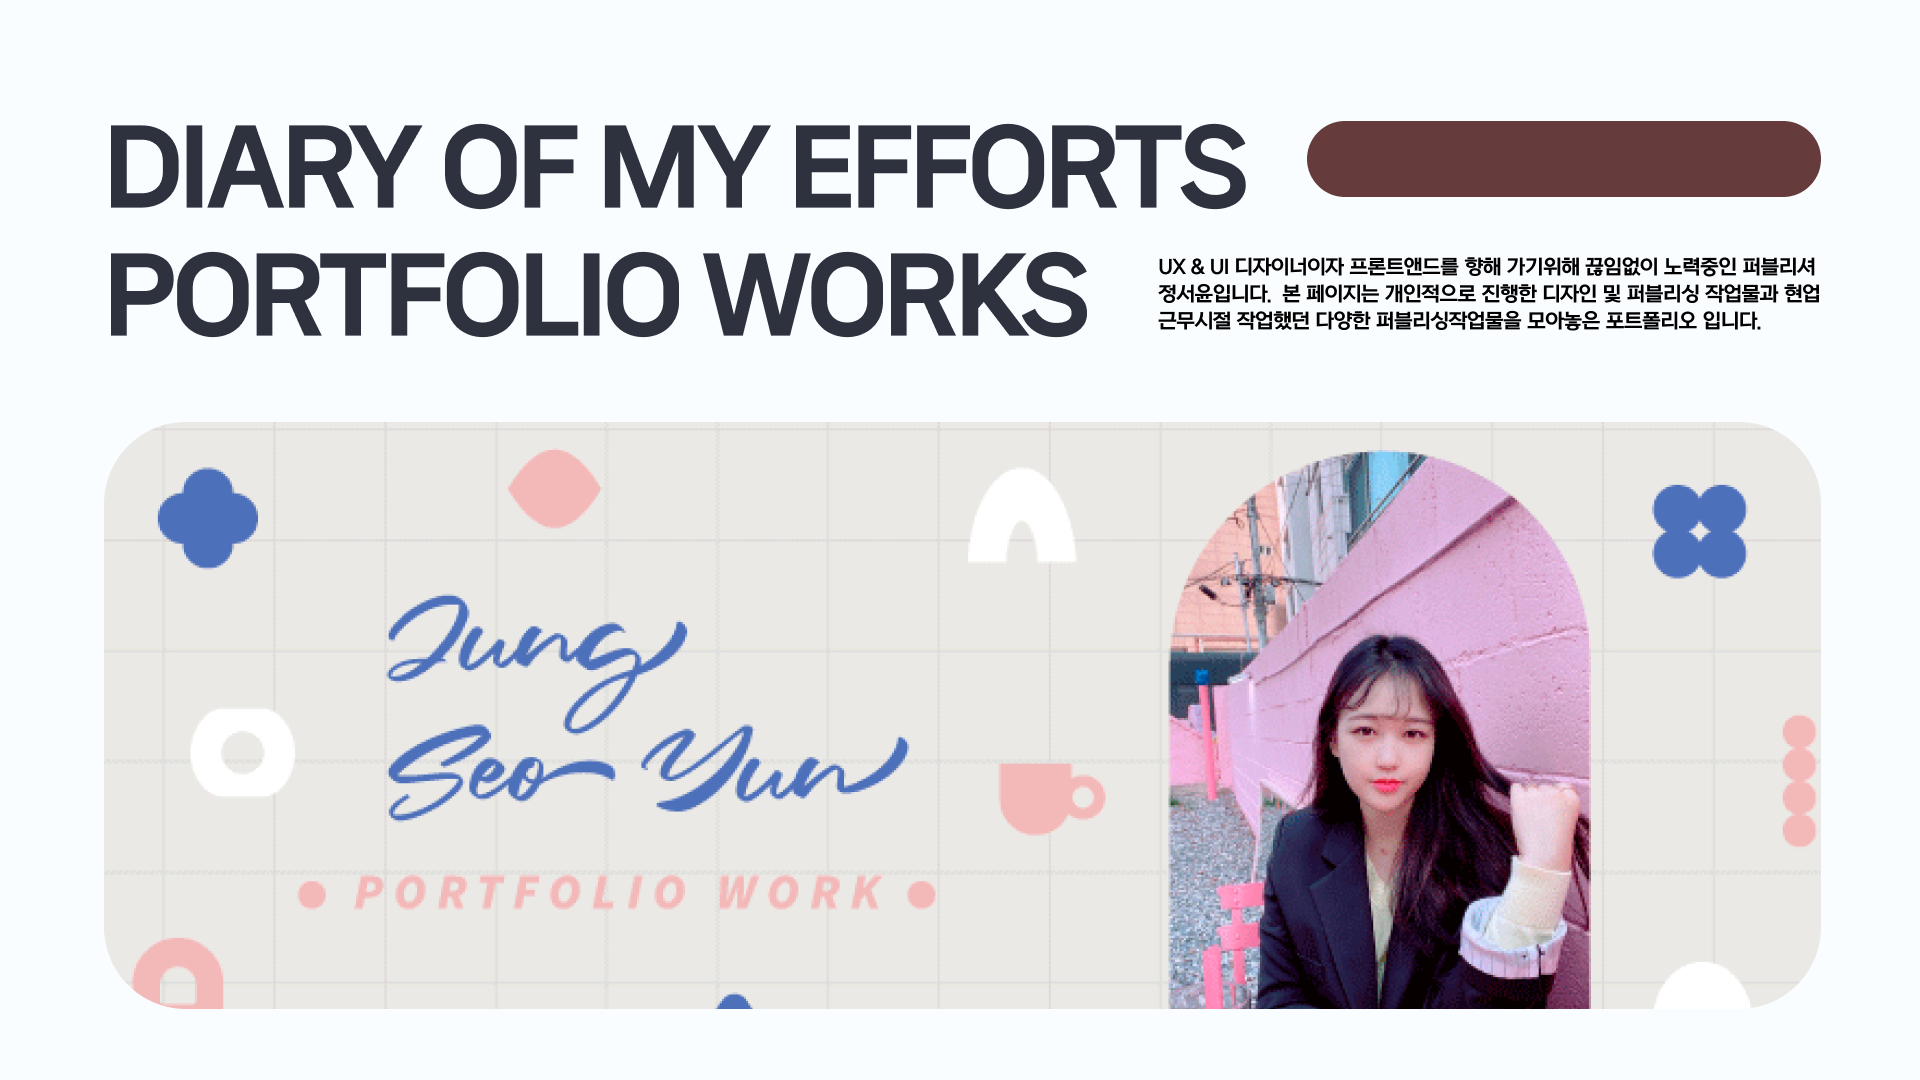 DIARY OF MY EFFORTS
PORTFOLIO WORKS
UX & UI 디자이너이자 프론트앤드를 향해 가기위해 끊임없이 노력중인 퍼블리셔
정서윤입니다. 본 페이지는 개인적으로 진행한 디자인 및 퍼블리싱 작업물과 현업
근무시절 작업했던 다양한 퍼블리싱작업물을 모아놓은 포트폴리오 입니다.
Jung
Seo Yun
PORTFOLIO WORK